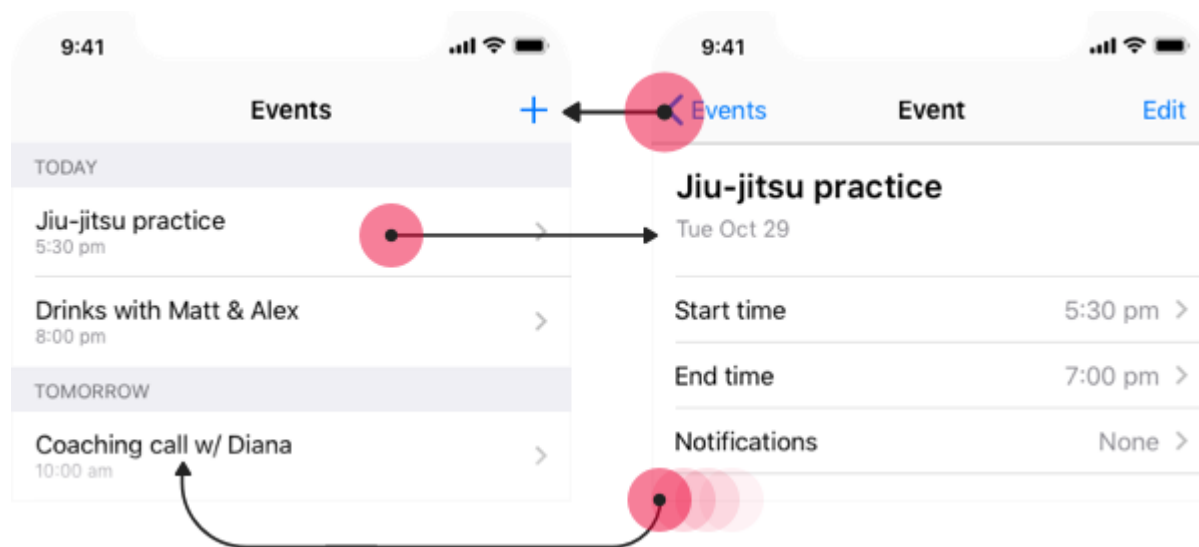 9:41
Events
TODAY
Jiu-jitsu practice
5:30 pm
Drinks with Matt & Alex
8:00 pm
TOMORROW
Coaching call w/ Diana
10:00 am
9:41
Events Event Edit
Jiu-jitsu practice
Tue Oct 29
Start time 5:30 pm
End time 7:00 pm
Notifications None